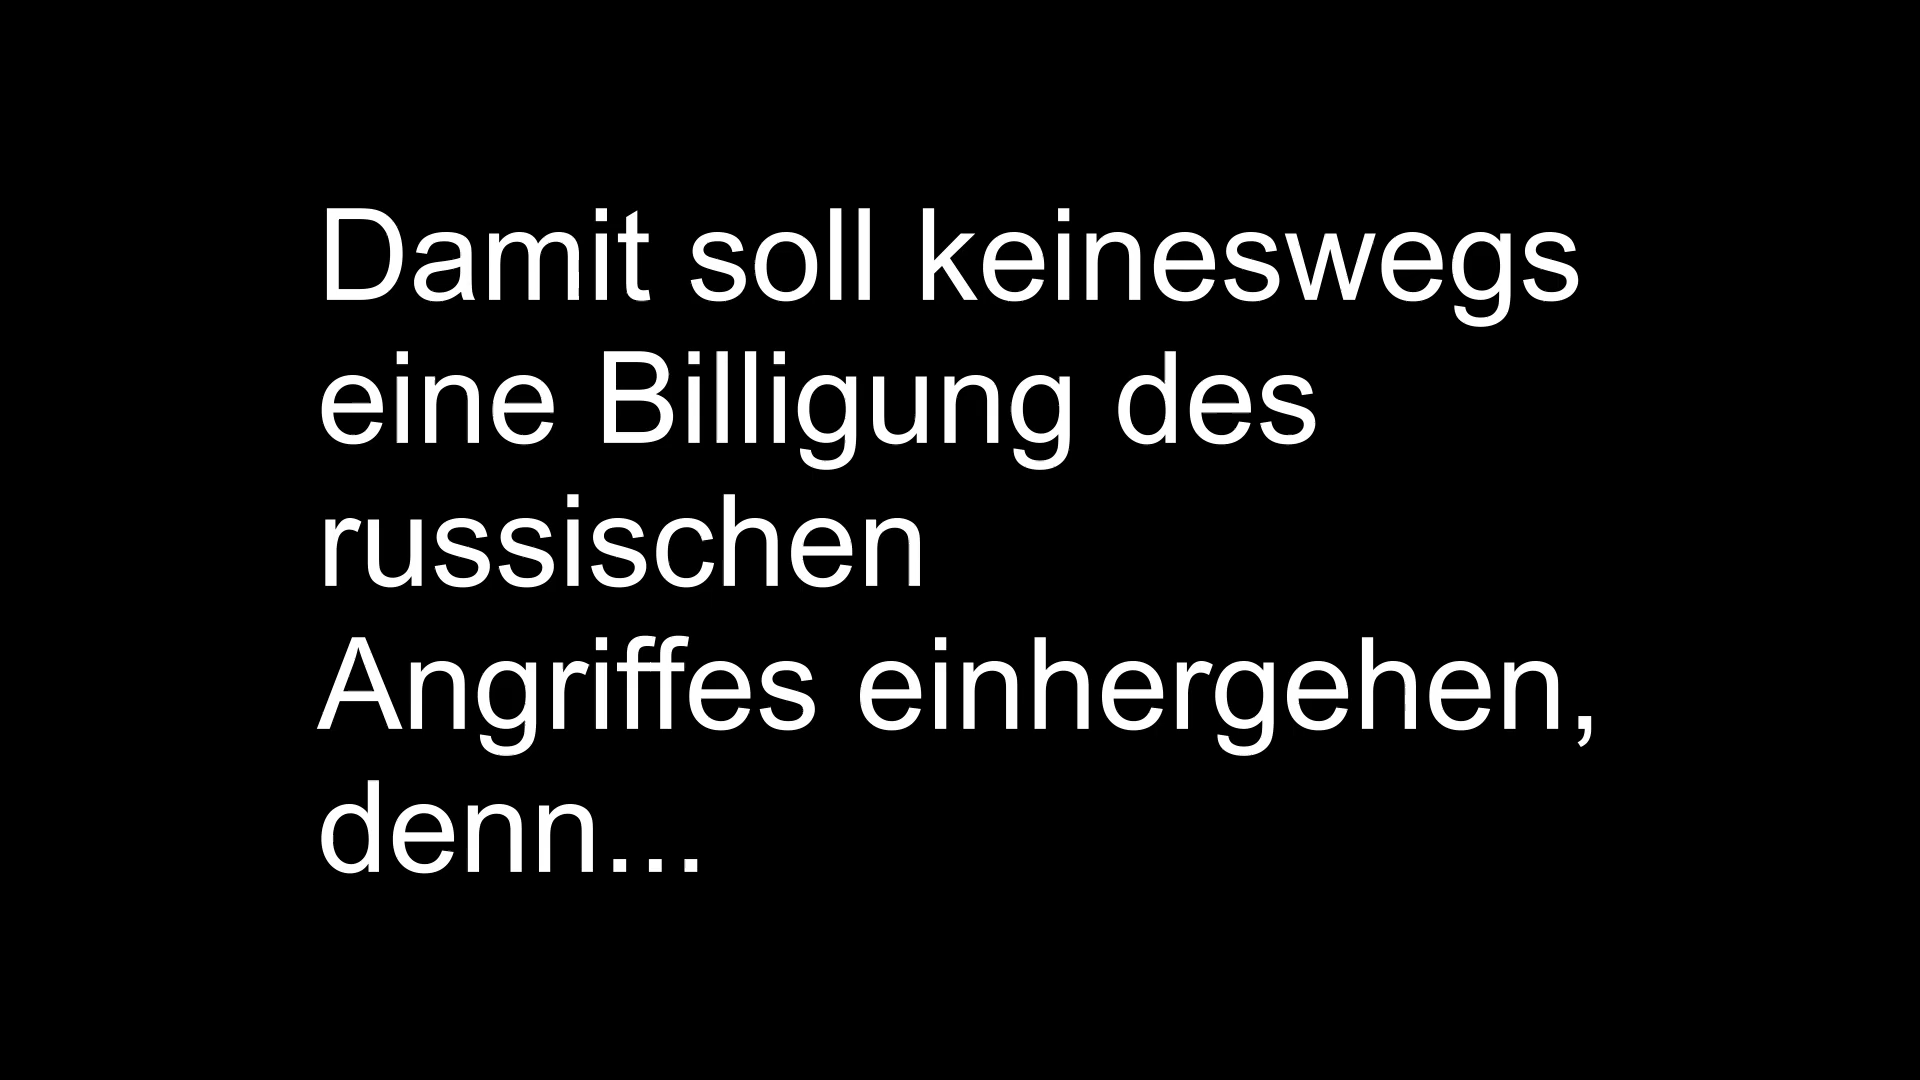 Damit soll keineswegs
eine Billigung des
russischen
Angriffes einhergehen,
denn...